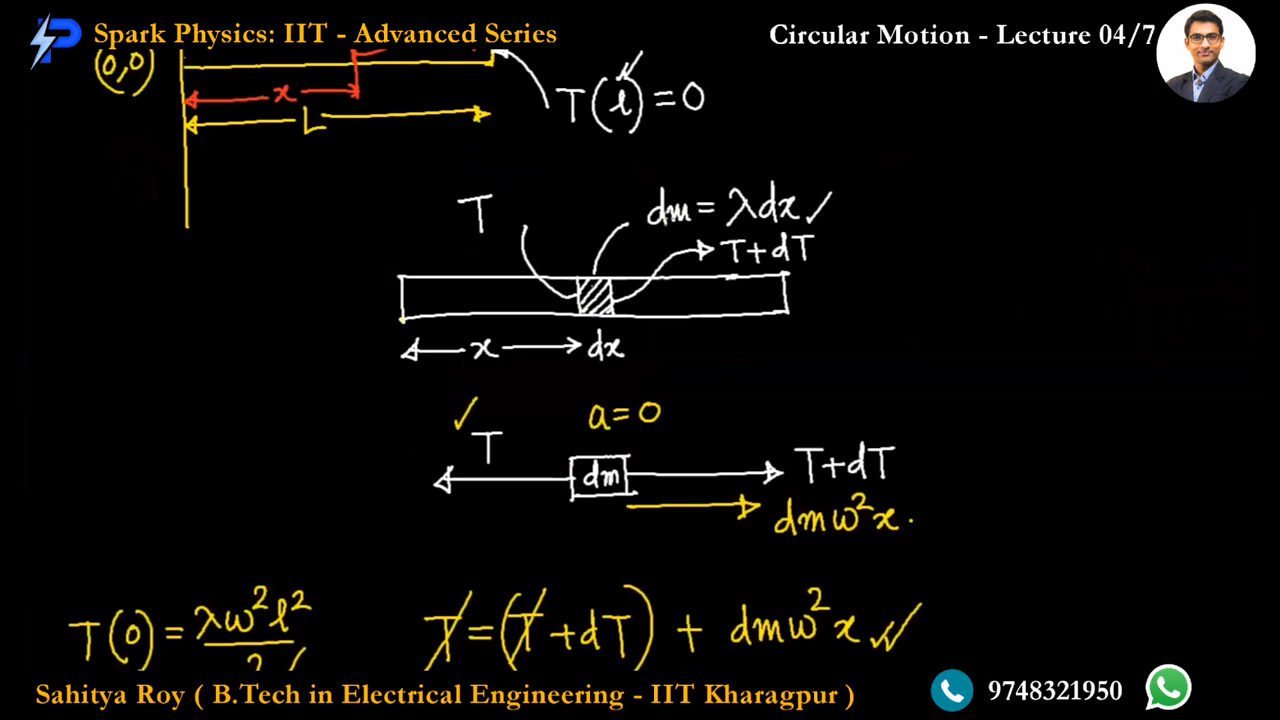 Spark Physics: IIT - Advanced Series
Circular Motion - Lecture 04/7
(0,0)
x
L
T(l) = 0
T
dm = λdx ✓
T+dT
x
dx
✓
a = 0
T
dm
T+dT
dmω²x.
T(0) = λω²l²/2
T = (T + dT) + dmω²x ✓
Sahitya Roy ( B.Tech in Electrical Engineering - IIT Kharagpur )
9748321950